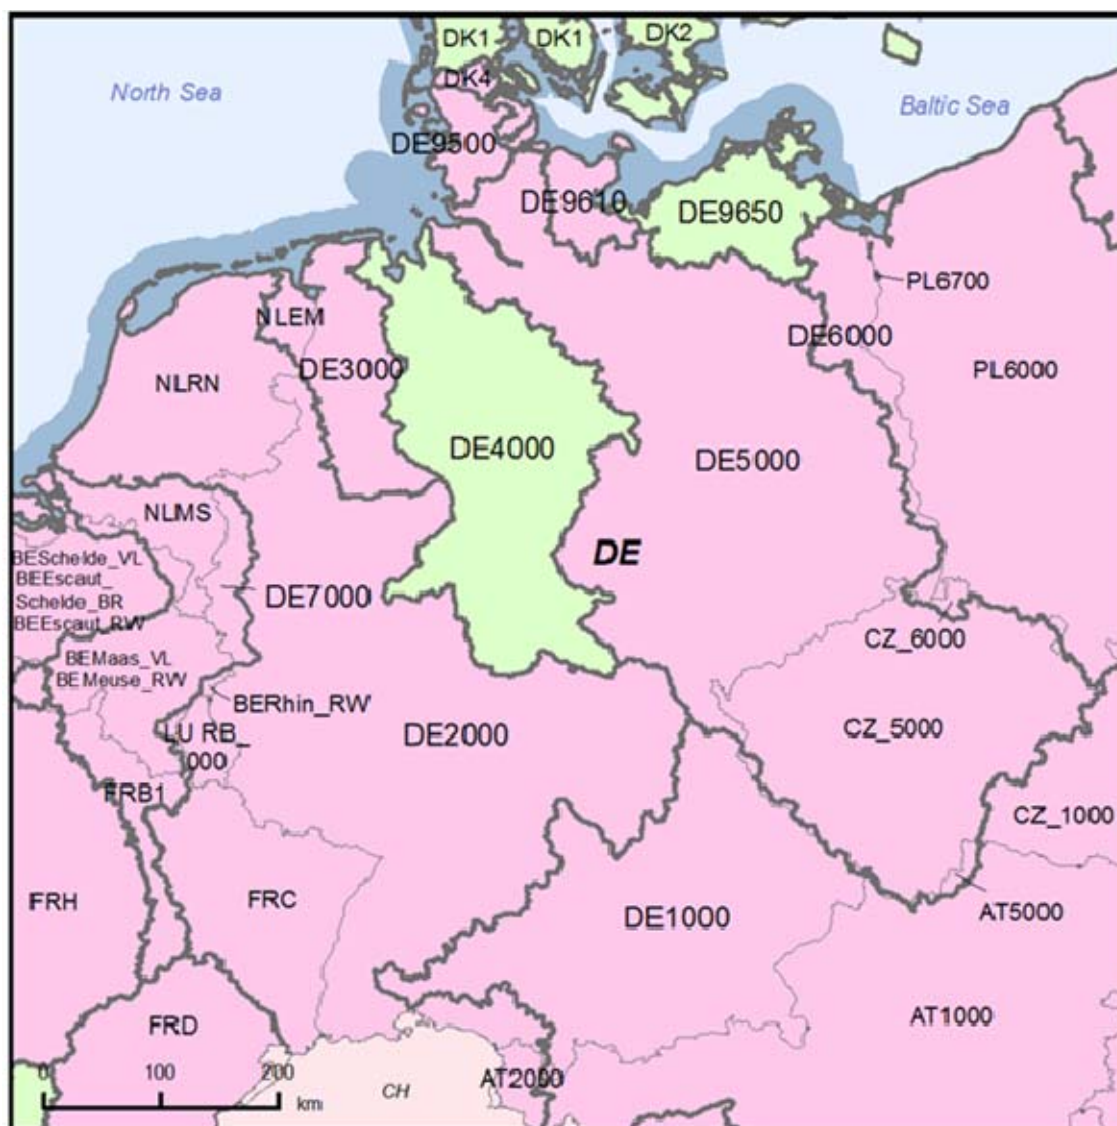 DK1
DK1
DK2
North Sea
DK4
Baltic Sea
DE9500
DE9610
DE9650
PL6700
NLEM
DE6000
DE3000
PL6000
NLRN
DE4000
DE5000
NLMS
BESchelde_VL
BEEscaut_
Schelde_BR
BEEscaut_RW
DE
DE7000
CZ_6000
BEMaas_VL
BEMeuse_RW
BERhin_RW
LU RB_
000
DE2000
CZ_5000
FRB1
CZ_1000
FRH
FRC
DE1000
AT5000
FRD
AT1000
0 100 200
km
AT2000
CH